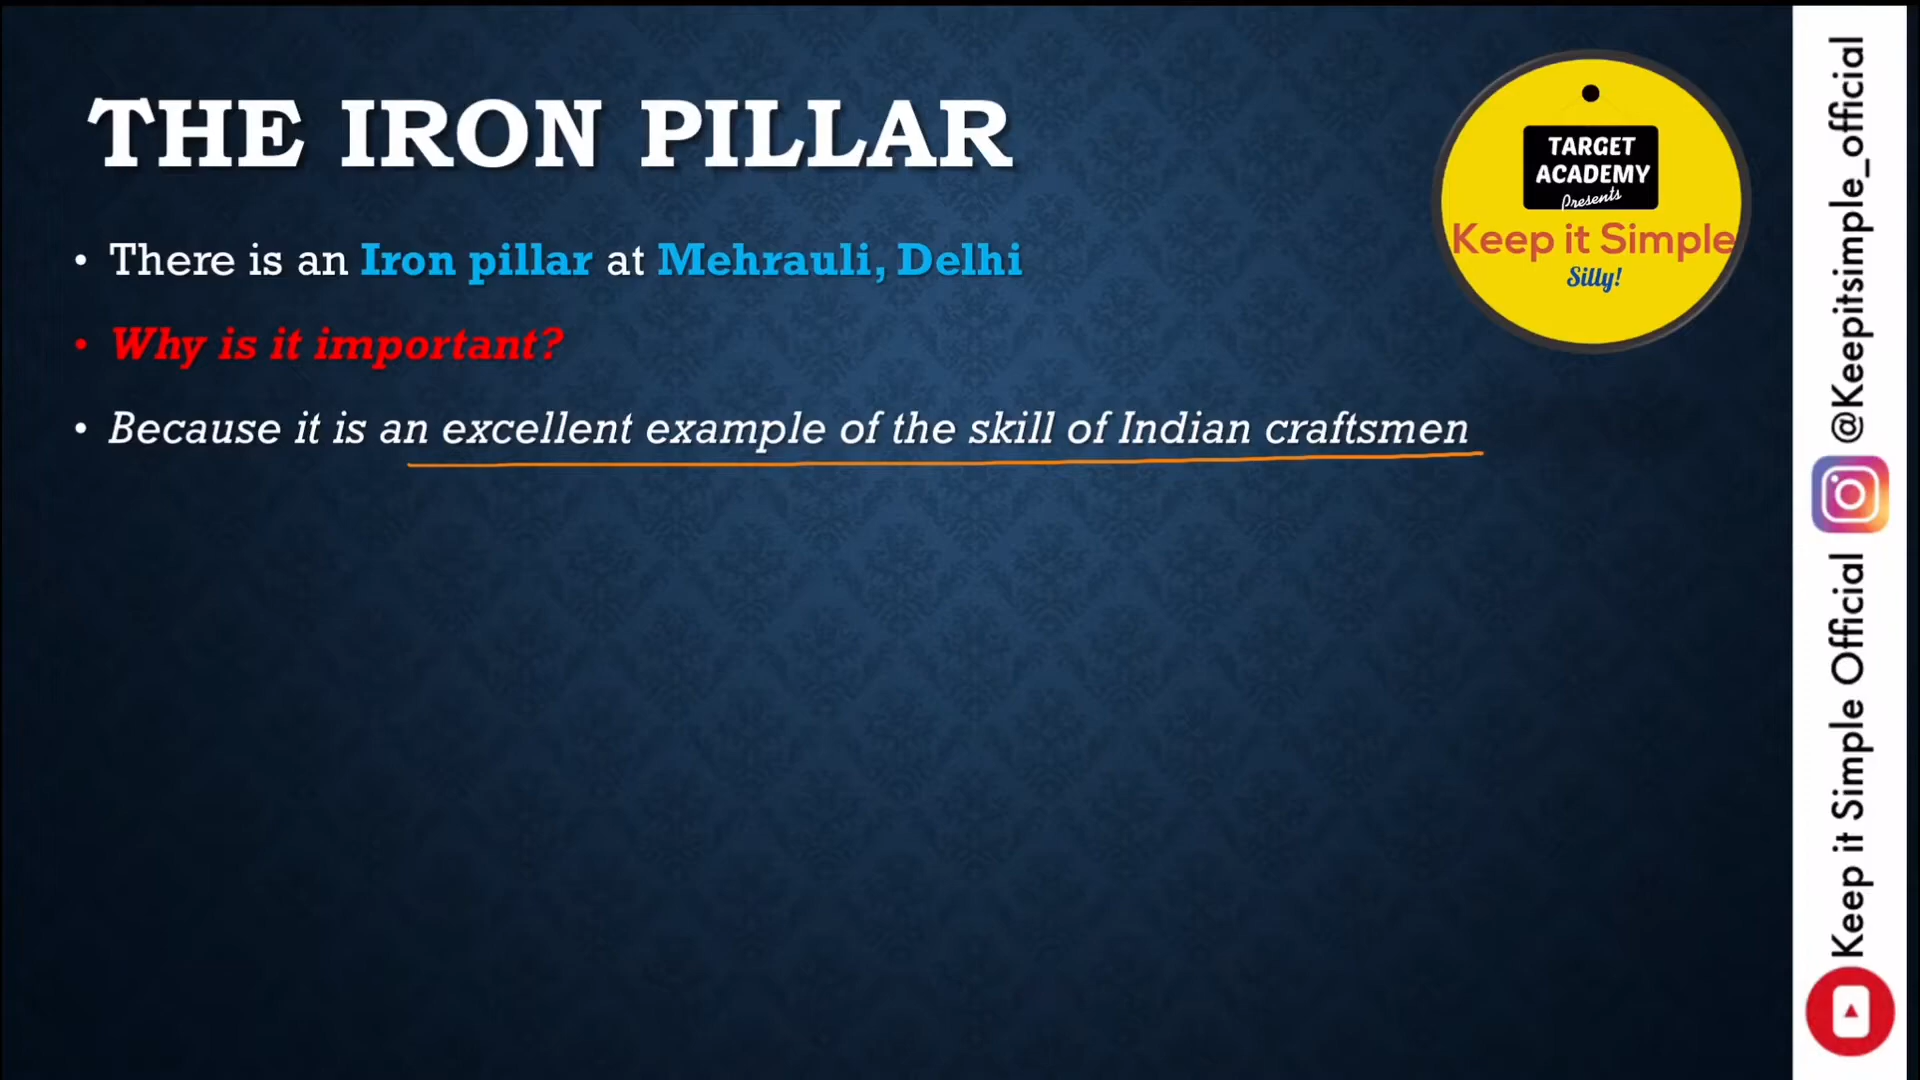 THE IRON PILLAR
• There is an Iron pillar at Mehrauli, Delhi
• Why is it important?
• Because it is an excellent example of the skill of Indian craftsmen
TARGET
ACADEMY
Presents
Keep it Simple
Silly!
@Keepitsimple_official
Keep it Simple Official